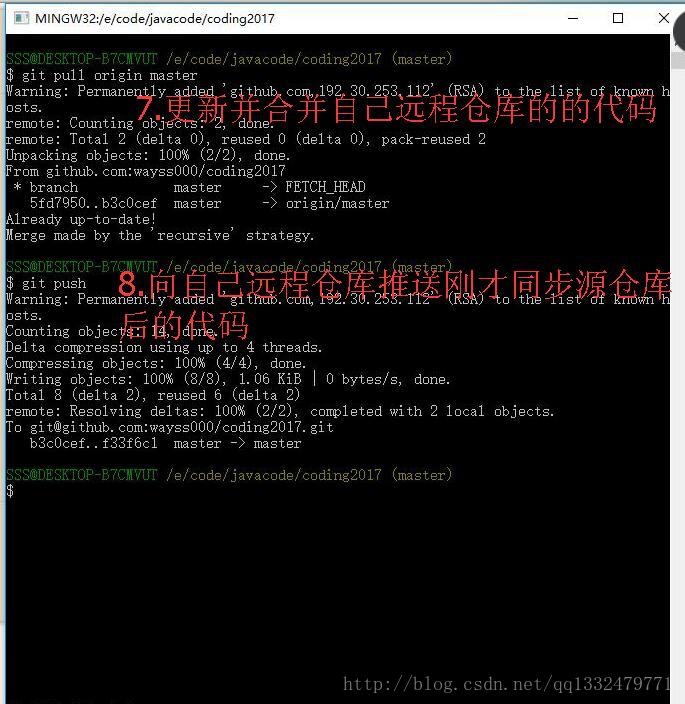 MINGW32:/e/code/javacode/coding2017
SSS@DESKTOP-B7CMVUT /e/code/javacode/coding2017 (master)
$ git pull origin master
Warning: Permanently added 'github.com,192.30.253.112' (RSA) to the list of known h
osts.
7.更新并合并自己远程仓库的的代码
remote: Counting objects: 2, done.
remote: Total 2 (delta 0), reused 0 (delta 0), pack-reused 2
Unpacking objects: 100% (2/2), done.
From github.com:wayss000/coding2017
* branch master -> FETCH_HEAD
5fd7950..b3c0cef master -> origin/master
Already up-to-date!
Merge made by the 'recursive' strategy.
SSS@DESKTOP-B7CMVUT /e/code/javacode/coding2017 (master)
$ git push
8.向自己远程仓库推送刚才同步源仓库
后的代码
Warning: Permanently added 'github.com,192.30.253.112' (RSA) to the list of known h
osts.
Counting objects: 14, done.
Delta compression using up to 4 threads.
Compressing objects: 100% (4/4), done.
Writing objects: 100% (8/8), 1.06 KiB | 0 bytes/s, done.
Total 8 (delta 2), reused 6 (delta 2)
remote: Resolving deltas: 100% (2/2), completed with 2 local objects.
To git@github.com:wayss000/coding2017.git
b3c0cef..f33f6c1 master -> master
SSS@DESKTOP-B7CMVUT /e/code/javacode/coding2017 (master)
$
http://blog.csdn.net/qq1332479771